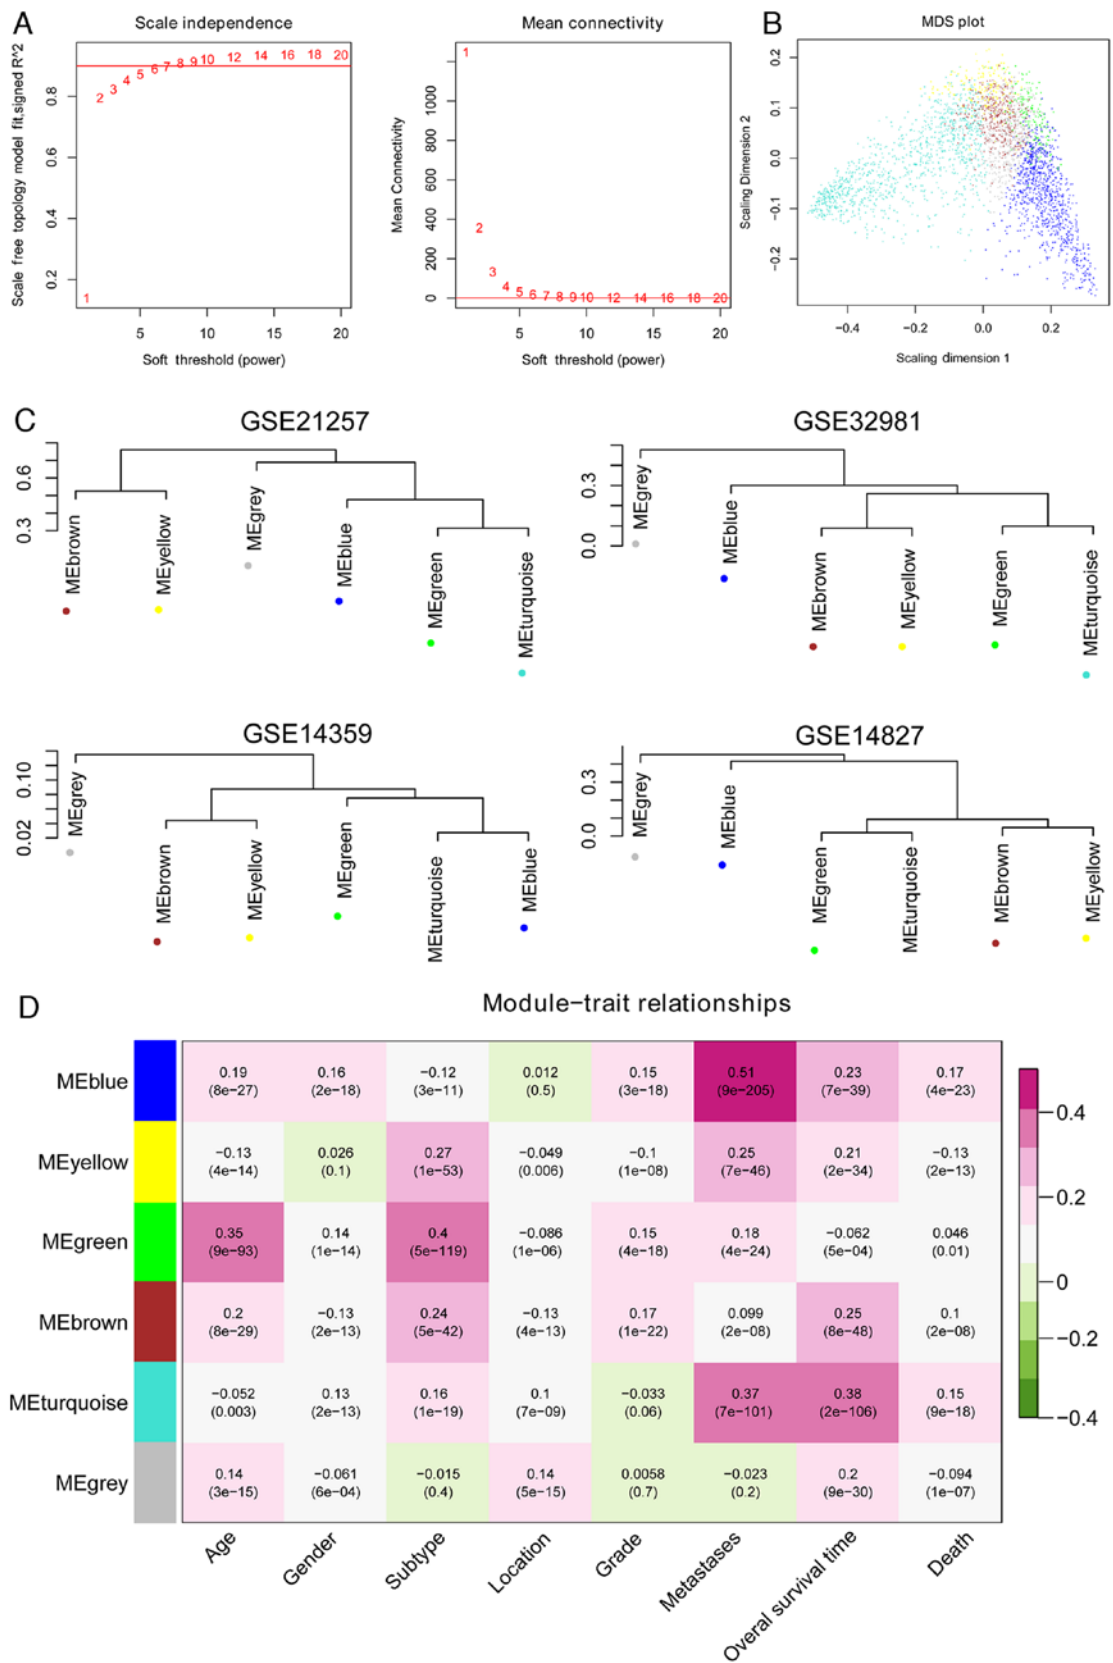 A
Scale independence
Scale free topology model fit,signed R^2
0.2
0.4
0.6
0.8
1
2
3
4
5
6
7
8
9
10
12
14
16
18
20
5
10
15
20
Soft threshold (power)
Mean connectivity
Mean Connectivity
0
200
400
600
800
1000
1
2
3
4
5
6
7
8
9
10
12
14
16
18
20
5
10
15
20
Soft threshold (power)
B
MDS plot
Scaling Dimension 2
0.2
0.1
0.0
−0.1
−0.2
−0.4
−0.2
0.0
0.2
Scaling dimension 1
C
GSE21257
0.3
0.6
MEbrown
MEyellow
MEgrey
MEblue
MEgreen
MEturquoise
GSE32981
0.0
0.3
MEgrey
MEblue
MEbrown
MEyellow
MEgreen
MEturquoise
GSE14359
0.02
0.10
MEgrey
MEbrown
MEyellow
MEgreen
MEturquoise
MEblue
GSE14827
0.0
0.3
MEgrey
MEblue
MEgreen
MEturquoise
MEbrown
MEyellow
D
Module−trait relationships
MEblue
0.19 0.16 −0.12 0.012 0.15 0.51 0.23 0.17
(8e−27) (2e−18) (3e−11) (0.5) (3e−18) (9e−205) (7e−39) (4e−23)
MEyellow
−0.13 0.026 0.27 −0.049 −0.1 0.25 0.21 −0.13
(4e−14) (0.1) (1e−53) (0.006) (1e−08) (7e−46) (2e−34) (2e−13)
MEgreen
0.35 0.14 0.4 −0.086 0.15 0.18 −0.062 0.046
(9e−93) (1e−14) (5e−119) (1e−06) (4e−18) (4e−24) (5e−04) (0.01)
MEbrown
0.2 −0.13 0.24 −0.13 0.17 0.099 0.25 0.1
(8e−29) (2e−13) (5e−42) (4e−13) (1e−22) (2e−08) (8e−48) (2e−08)
MEturquoise
−0.052 0.13 0.16 0.1 −0.033 0.37 0.38 0.15
(0.003) (2e−13) (1e−19) (7e−09) (0.06) (7e−101) (2e−106) (9e−18)
MEgrey
0.14 −0.061 −0.015 0.14 0.0058 −0.023 0.2 −0.094
(3e−15) (6e−04) (0.4) (5e−15) (0.7) (0.2) (9e−30) (1e−07)
0.4
0.2
0
−0.2
−0.4
Age
Gender
Subtype
Location
Grade
Metastases
Overal survival time
Death